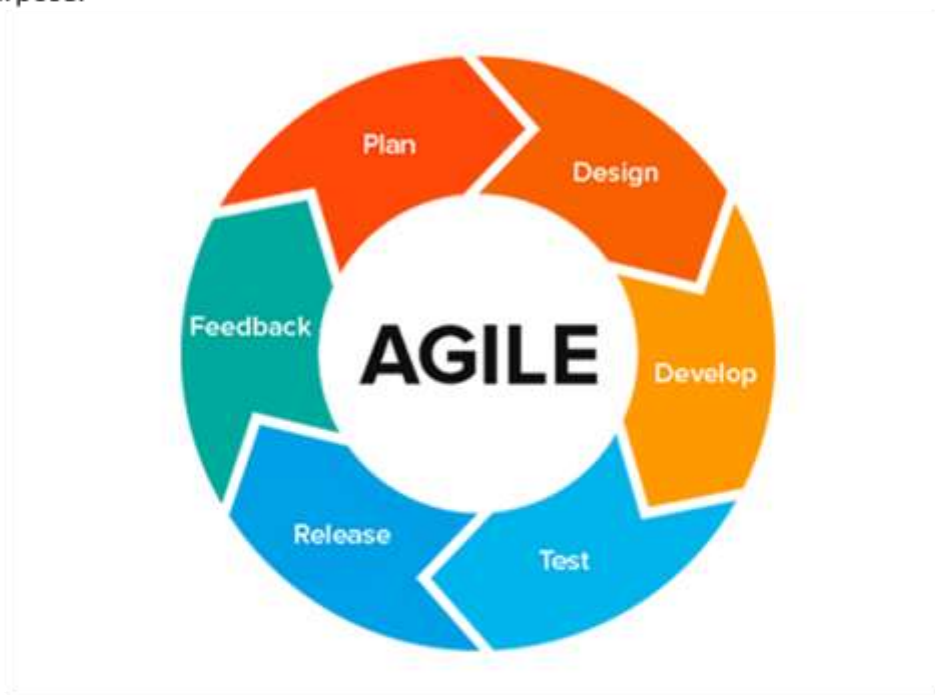 Plan
Design
Develop
Test
Release
Feedback
AGILE